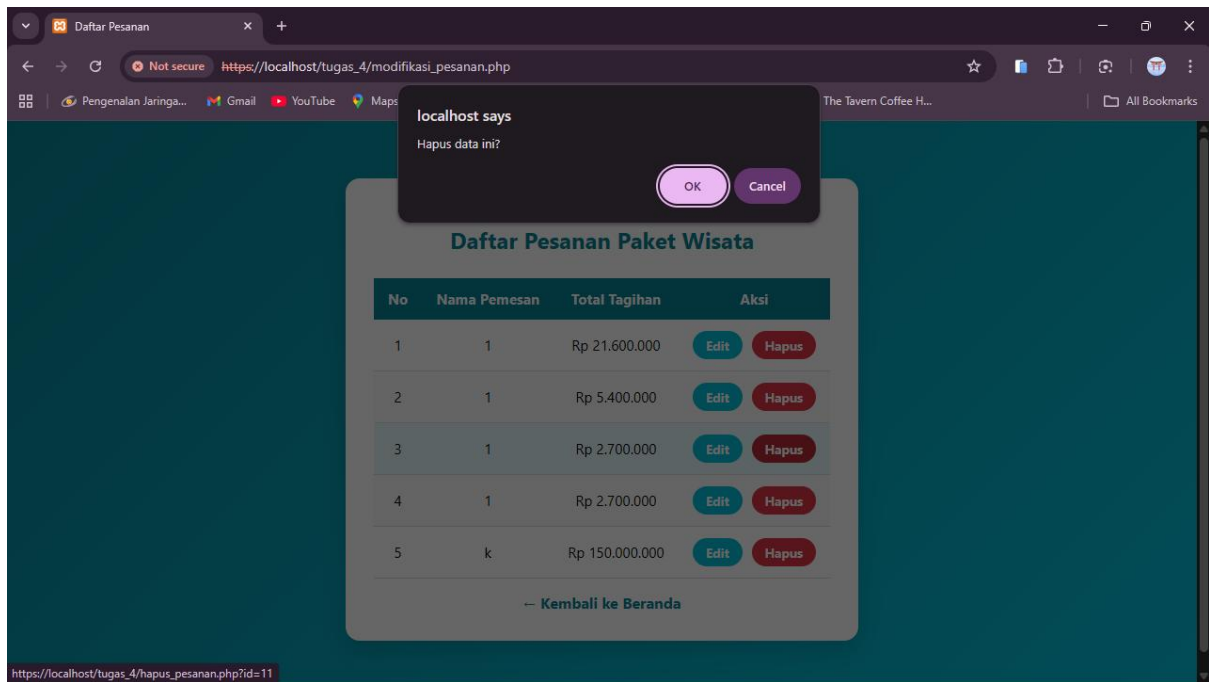 Daftar Pesanan
Not secure https://localhost/tugas_4/modifikasi_pesanan.php
Pengenalan Jaringa... Gmail YouTube Maps The Tavern Coffee H... All Bookmarks
localhost says
Hapus data ini?
OK Cancel
Daftar Pesanan Paket Wisata
No Nama Pemesan Total Tagihan Aksi
1 1 Rp 21.600.000 Edit Hapus
2 1 Rp 5.400.000 Edit Hapus
3 1 Rp 2.700.000 Edit Hapus
4 1 Rp 2.700.000 Edit Hapus
5 k Rp 150.000.000 Edit Hapus
← Kembali ke Beranda
https://localhost/tugas_4/hapus_pesanan.php?id=11